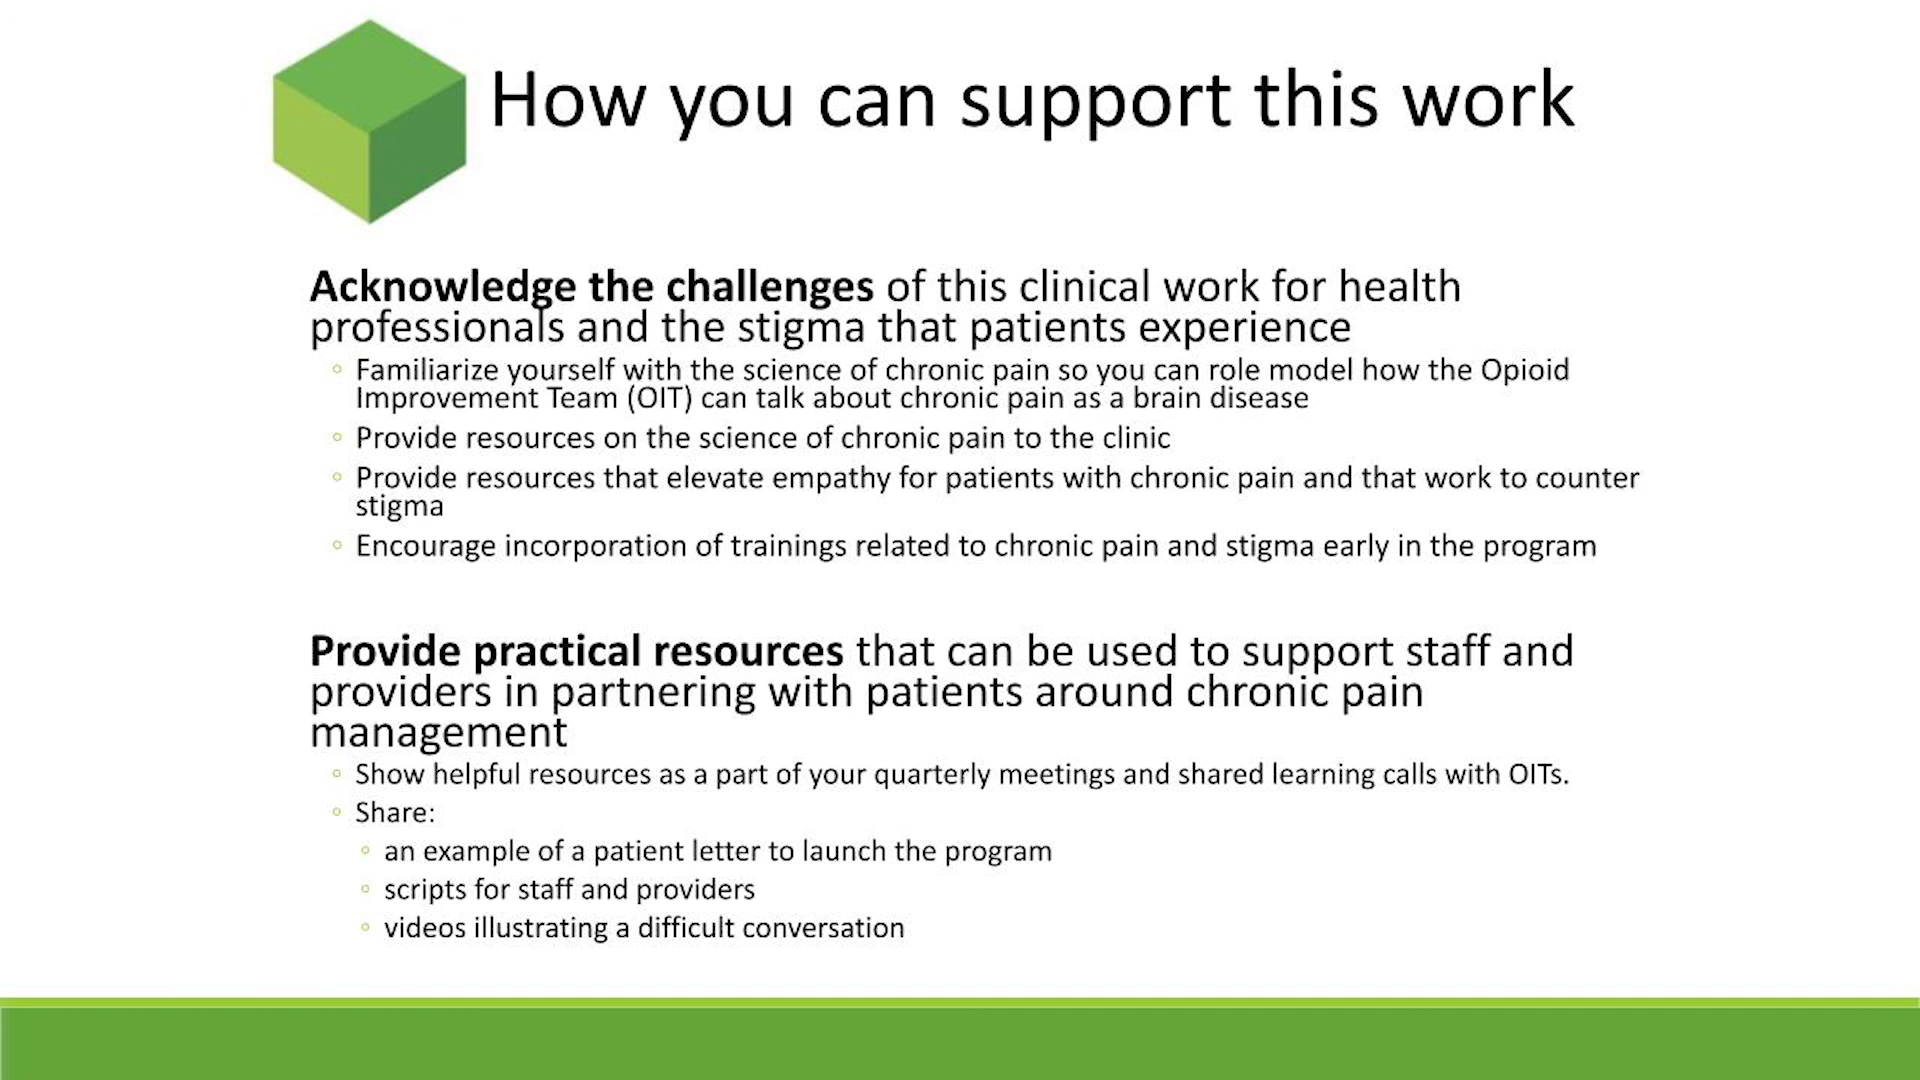 How you can support this work
Acknowledge the challenges of this clinical work for health
professionals and the stigma that patients experience
◦ Familiarize yourself with the science of chronic pain so you can role model how the Opioid
Improvement Team (OIT) can talk about chronic pain as a brain disease
◦ Provide resources on the science of chronic pain to the clinic
◦ Provide resources that elevate empathy for patients with chronic pain and that work to counter
stigma
◦ Encourage incorporation of trainings related to chronic pain and stigma early in the program
Provide practical resources that can be used to support staff and
providers in partnering with patients around chronic pain
management
◦ Show helpful resources as a part of your quarterly meetings and shared learning calls with OITs.
◦ Share:
◦ an example of a patient letter to launch the program
◦ scripts for staff and providers
◦ videos illustrating a difficult conversation